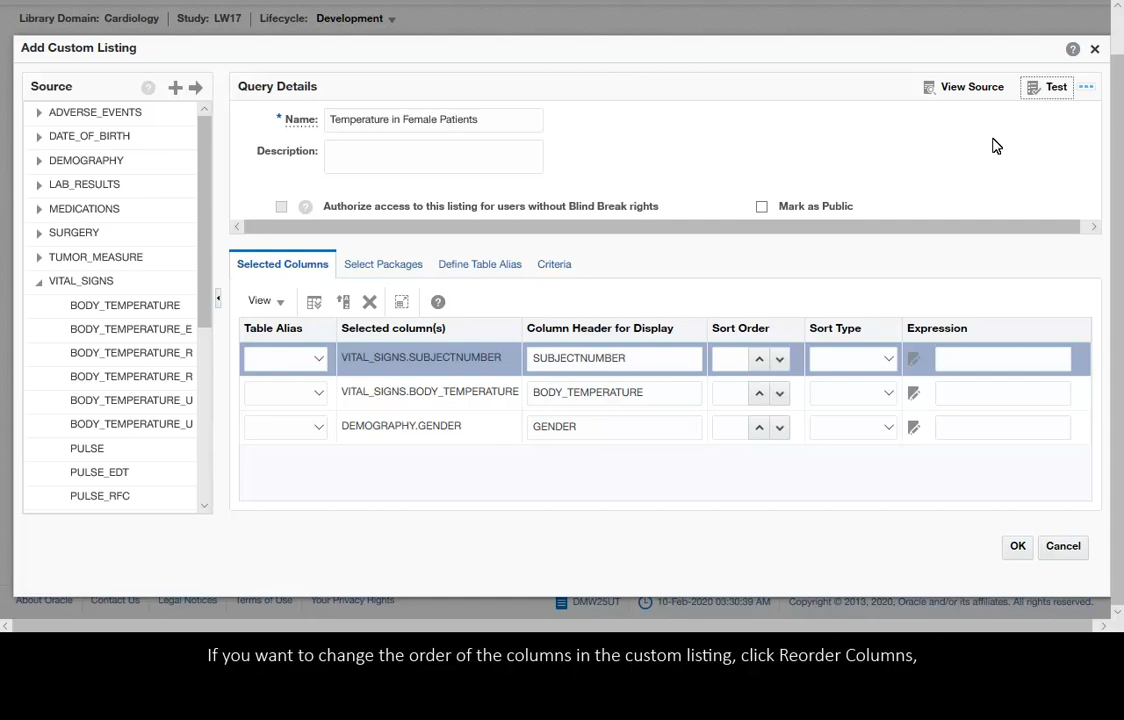 Library Domain: Cardiology | Study: LW17 | Lifecycle: Development
Add Custom Listing
Source
ADVERSE_EVENTS
DATE_OF_BIRTH
DEMOGRAPHY
LAB_RESULTS
MEDICATIONS
SURGERY
TUMOR_MEASURE
VITAL_SIGNS
BODY_TEMPERATURE
BODY_TEMPERATURE_E
BODY_TEMPERATURE_R
BODY_TEMPERATURE_R
BODY_TEMPERATURE_U
BODY_TEMPERATURE_U
PULSE
PULSE_EDT
PULSE_RFC
Query Details
View Source
Test
* Name: Temperature in Female Patients
Description:
Authorize access to this listing for users without Blind Break rights
Mark as Public
Selected Columns Select Packages Define Table Alias Criteria
View
Table Alias Selected column(s) Column Header for Display Sort Order Sort Type Expression
VITAL_SIGNS.SUBJECTNUMBER SUBJECTNUMBER
VITAL_SIGNS.BODY_TEMPERATURE BODY_TEMPERATURE
DEMOGRAPHY.GENDER GENDER
OK Cancel
About Oracle Contact Us Legal Notices Terms of Use Your Privacy Rights DMW25UT 10-Feb-2020 03:30:39 AM Copyright © 2013, 2020, Oracle and/or its affiliates. All rights reserved.
If you want to change the order of the columns in the custom listing, click Reorder Columns,